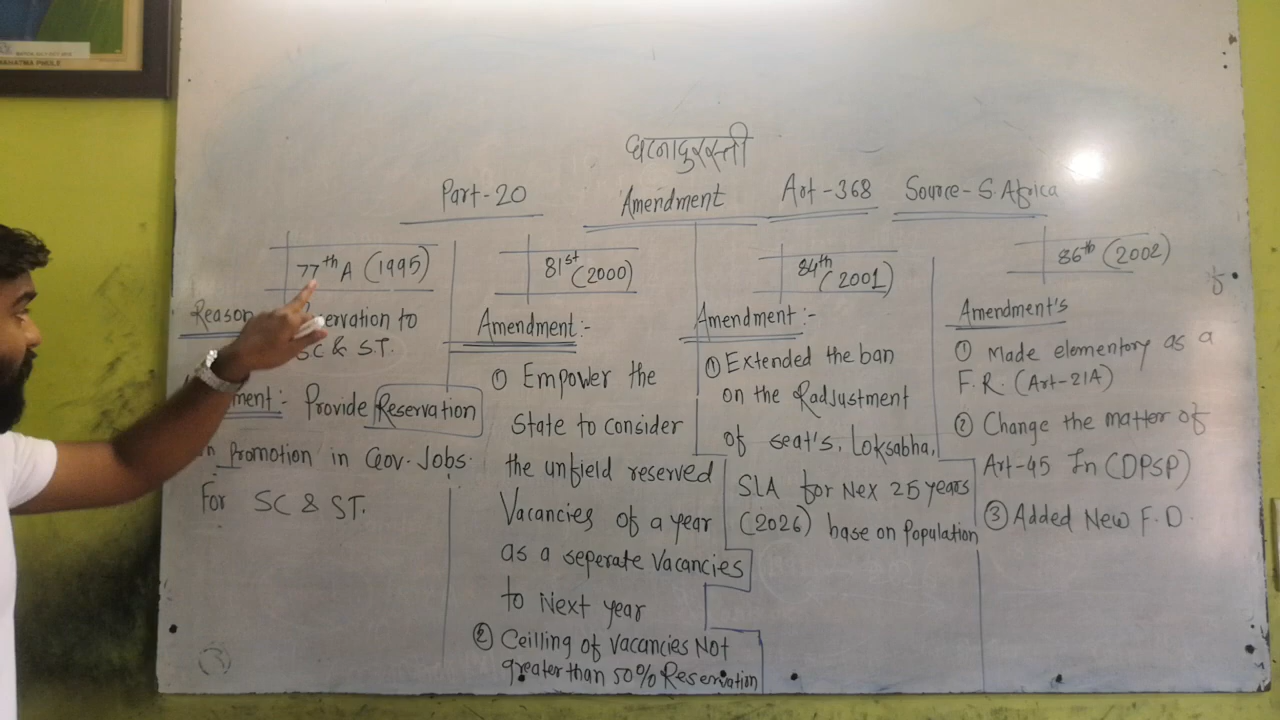 MAHATMA PHULE
घटनादुरुस्ती
Part-20 Amendment Art-368 Source-S.Africa
77th A (1995)
Reason
ervation to
SC & ST.
ment:- Provide Reservation
In Promotion in Gov. Jobs.
For SC & ST.
81st (2000)
Amendment:-
① Empower the
State to consider
the unfield reserved
Vacancies of a year
as a seperate Vacancies
to Next year
② Ceilling of vacancies Not
greater than 50% Reservation
84th (2001)
Amendment:-
① Extended the ban
on the Radjustment
of seat's, Loksabha,
SLA for Nex 25 years
(2026) base on Population
86th (2002)
Amendment's
① Made elementory as a
F.R. (Art-21A)
② Change the matter of
Art-45 In (DPSP)
③ Added New F.D.